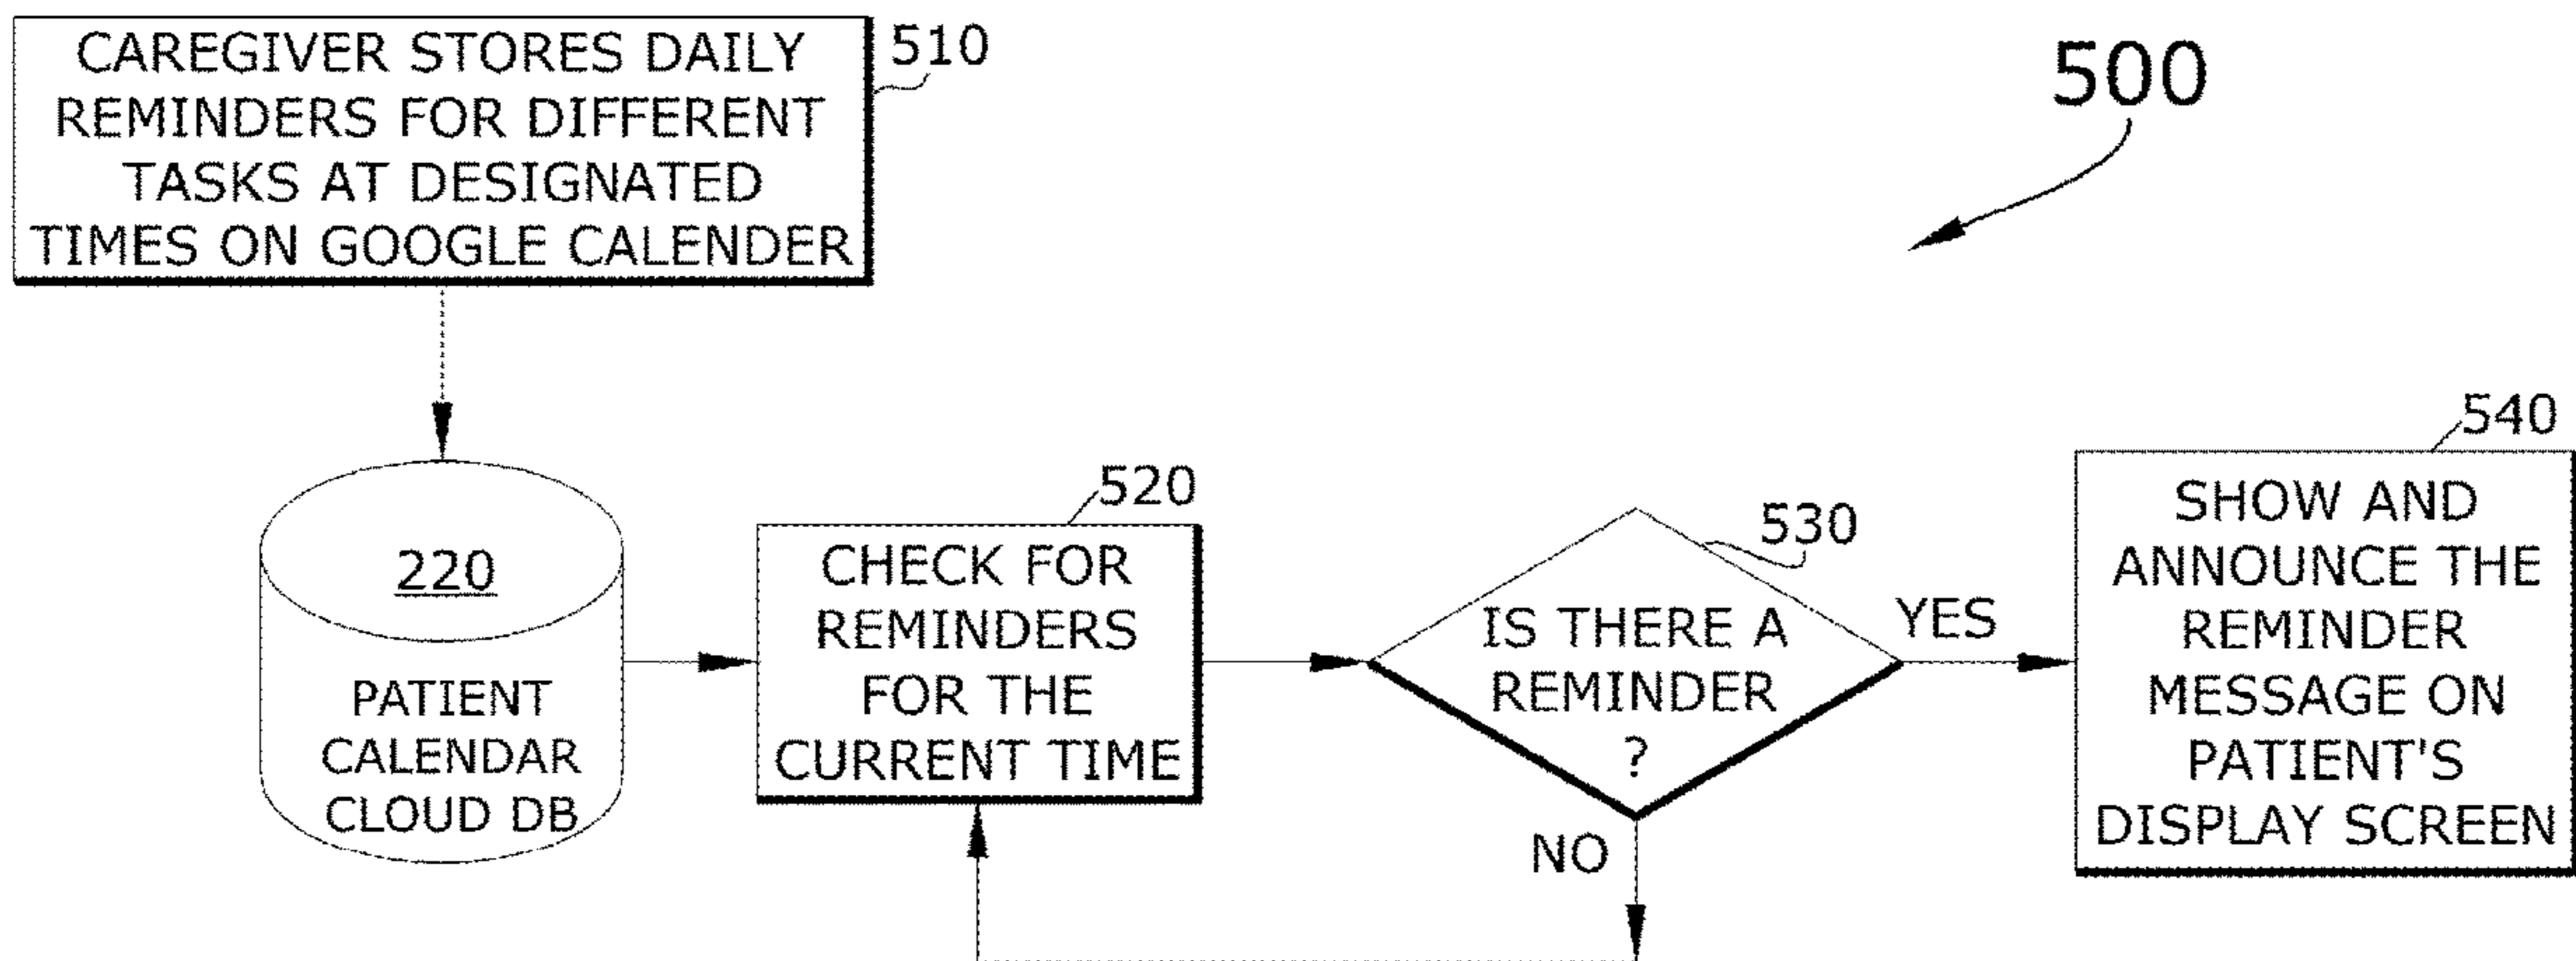 CAREGIVER STORES DAILY
REMINDERS FOR DIFFERENT
TASKS AT DESIGNATED
TIMES ON GOOGLE CALENDER
510
500
220
PATIENT
CALENDAR
CLOUD DB
520
CHECK FOR
REMINDERS
FOR THE
CURRENT TIME
530
IS THERE A
REMINDER
?
YES
NO
540
SHOW AND
ANNOUNCE THE
REMINDER
MESSAGE ON
PATIENT'S
DISPLAY SCREEN